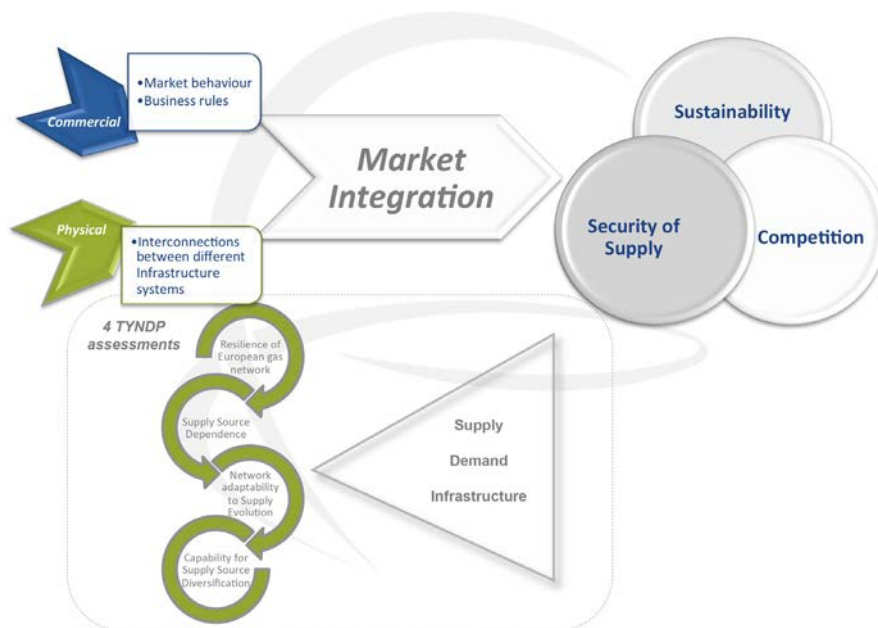 •Market behaviour
•Business rules
Commercial
Market
Integration
Sustainability
Security of
Supply
Competition
Physical
•Interconnections
between different
Infrastructure
systems
4 TYNDP
assessments
Resilience of
European gas
network
Supply Source
Dependence
Network
adaptability
to Supply
Evolution
Capability for
Supply Source
Diversification
Supply
Demand
Infrastructure